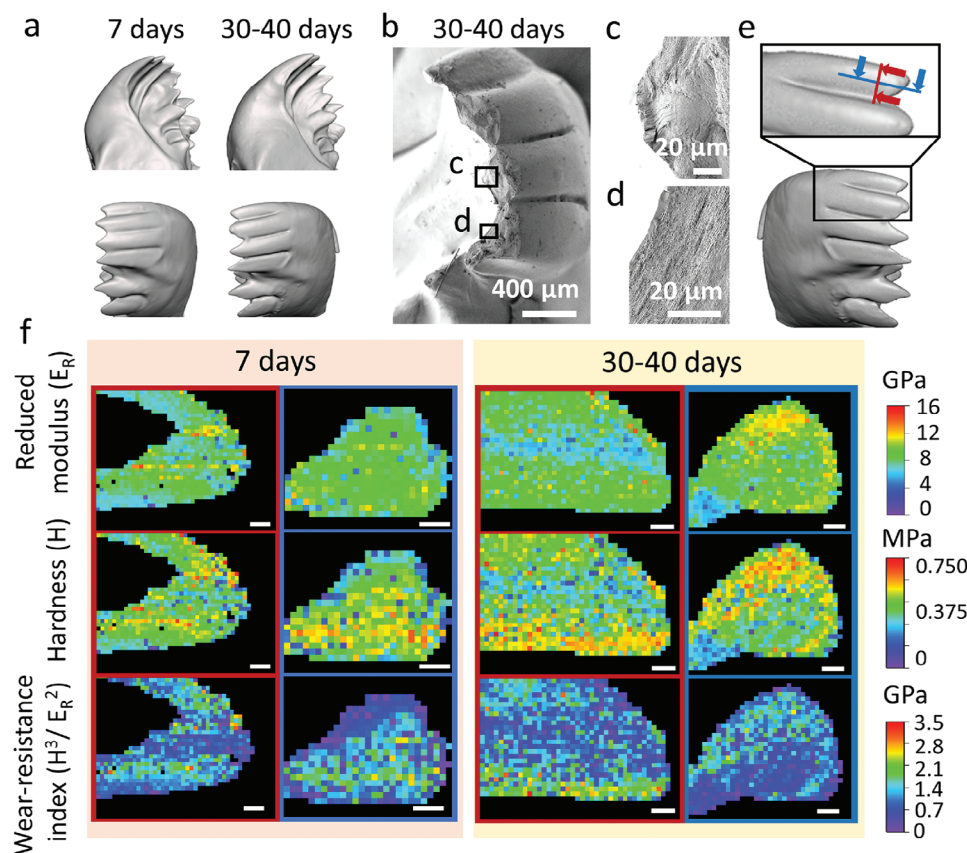 a
7 days
30-40 days
b
30-40 days
c
e
c
d
400 µm
20 µm
d
20 µm
f
7 days
30-40 days
Reduced
modulus (E_R)
Hardness (H)
Wear-resistance
index (H³/ E_R²)
GPa
16
12
8
4
0
MPa
0.750
0.375
0
GPa
3.5
2.8
2.1
1.4
0.7
0